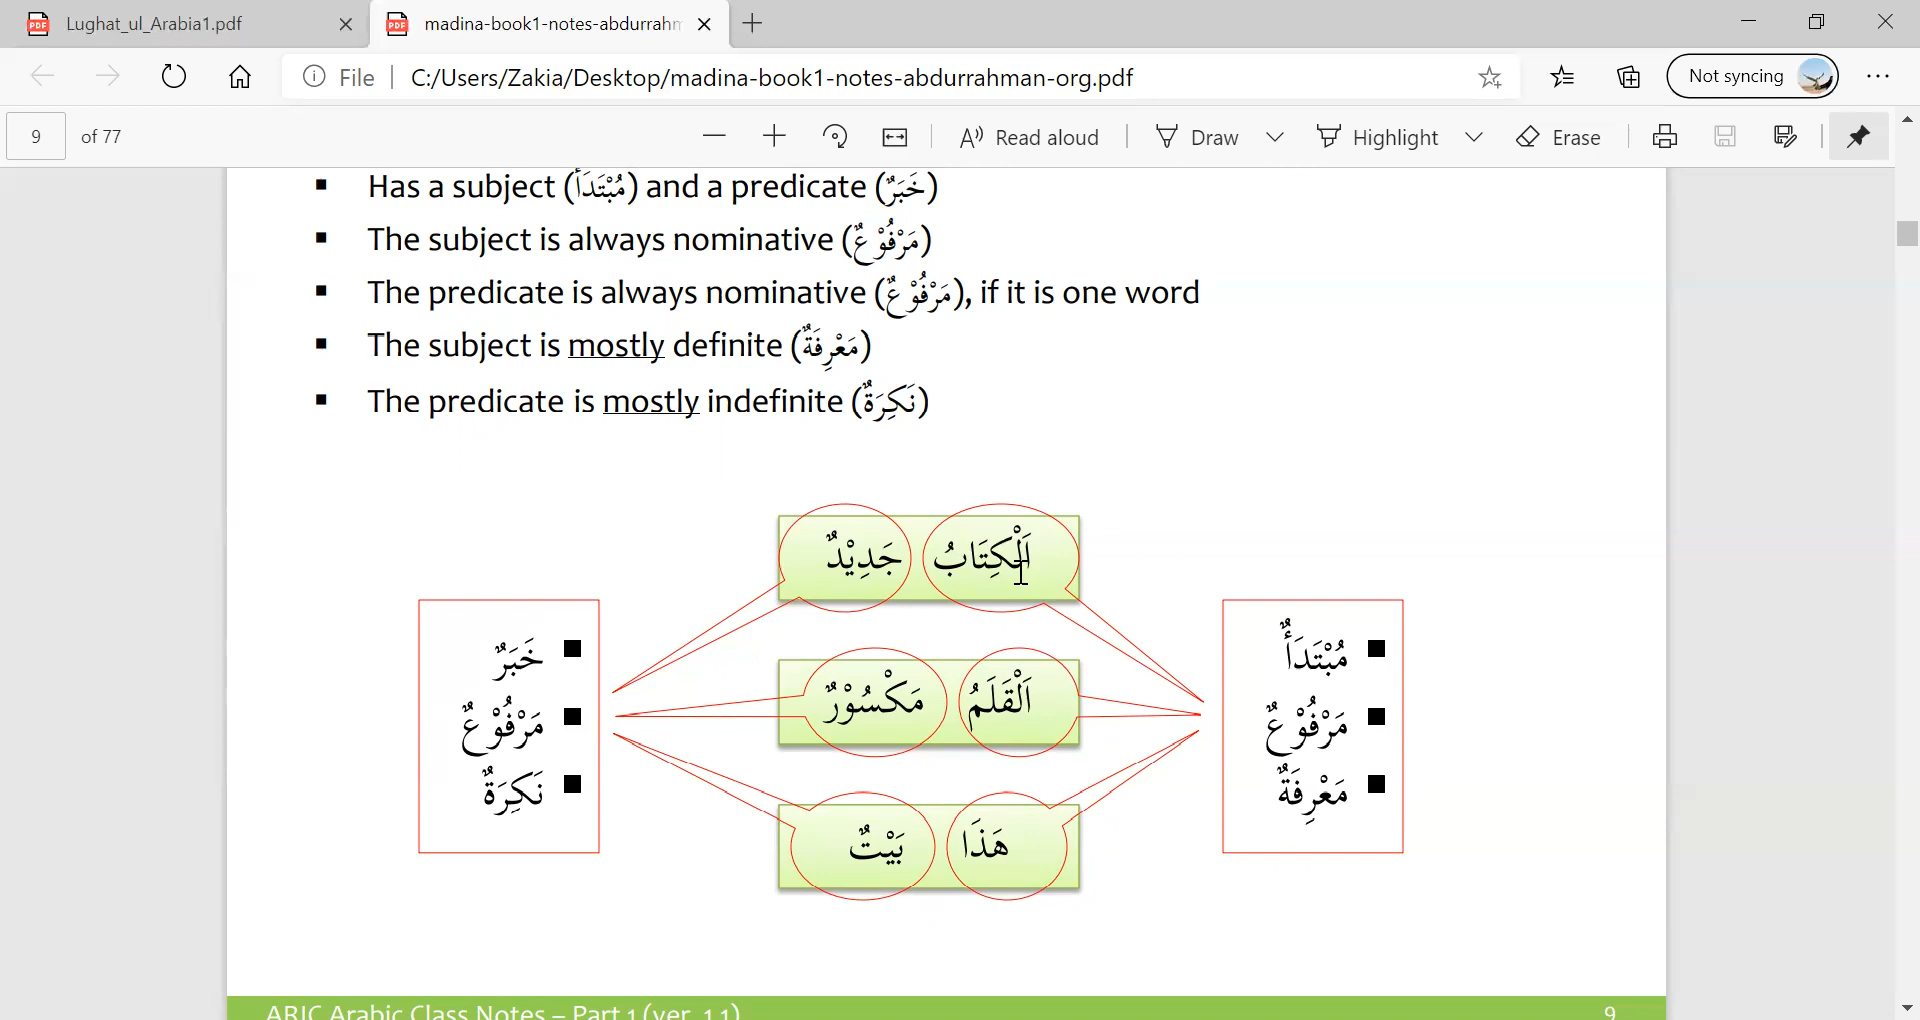 Lughat_ul_Arabia1.pdf
madina-book1-notes-abdurrahm
File
C:/Users/Zakia/Desktop/madina-book1-notes-abdurrahman-org.pdf
Not syncing
9 of 77
Read aloud
Draw
Highlight
Erase
▪ Has a subject (مُبْتَدَأٌ) and a predicate (خَبَرٌ)
▪ The subject is always nominative (مَرْفُوْعٌ)
▪ The predicate is always nominative (مَرْفُوْعٌ), if it is one word
▪ The subject is mostly definite (مَعْرِفَةٌ)
▪ The predicate is mostly indefinite (نَكِرَةٌ)
اَلْكِتَابُ جَدِيْدٌ
اَلْقَلَمُ مَكْسُوْرٌ
هَذَا بَيْتٌ
▪ مُبْتَدَأٌ
▪ مَرْفُوْعٌ
▪ مَعْرِفَةٌ
▪ خَبَرٌ
▪ مَرْفُوْعٌ
▪ نَكِرَةٌ
ARIC Arabic Class Notes – Part 1 (ver. 1.1)
9